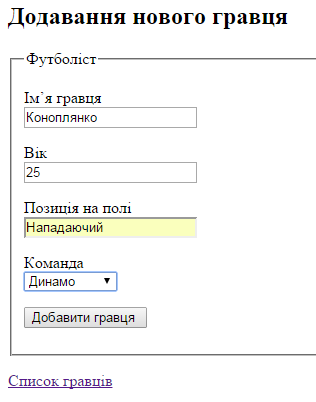 Додавання нового гравця
Футболіст
Ім’я гравця
Коноплянко
Вік
25
Позиція на полі
Нападаючий
Команда
Динамо
Добавити гравця
Список гравців